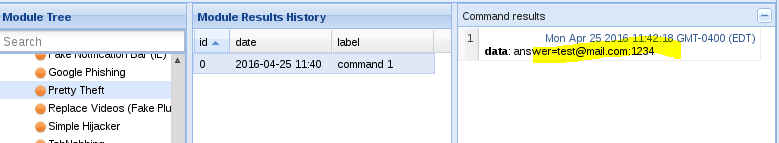 Module Tree
Search
Fake Notification Bar (IE)
Google Phishing
Pretty Theft
Replace Videos (Fake Plu
Simple Hijacker
TabNabbing
Module Results History
id date label
0 2016-04-25 11:40 command 1
Command results
1 Mon Apr 25 2016 11:42:18 GMT-0400 (EDT)
data: answer=test@mail.com:1234